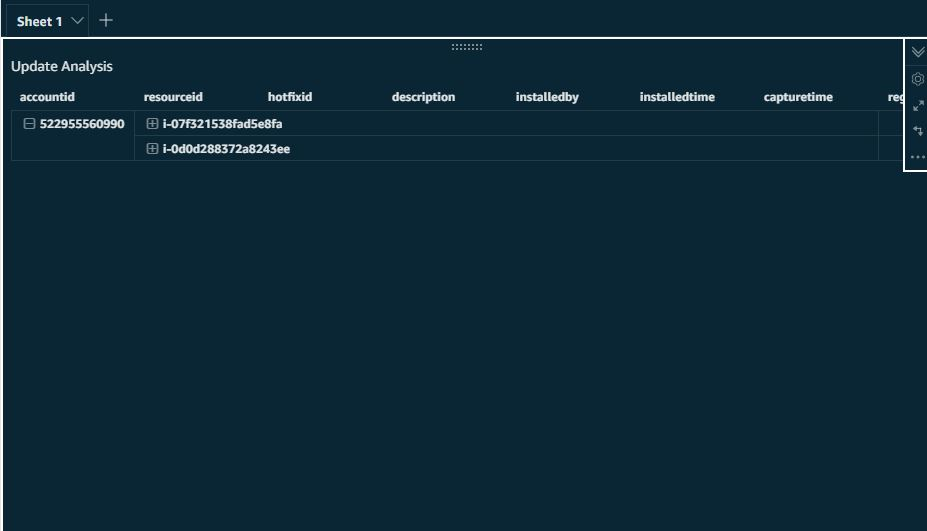 Sheet 1
Update Analysis
accountid resourceid hotfixid description installedby installedtime capturetime reg
522955560990 i-07f321538fad5e8fa
i-0d0d288372a8243ee